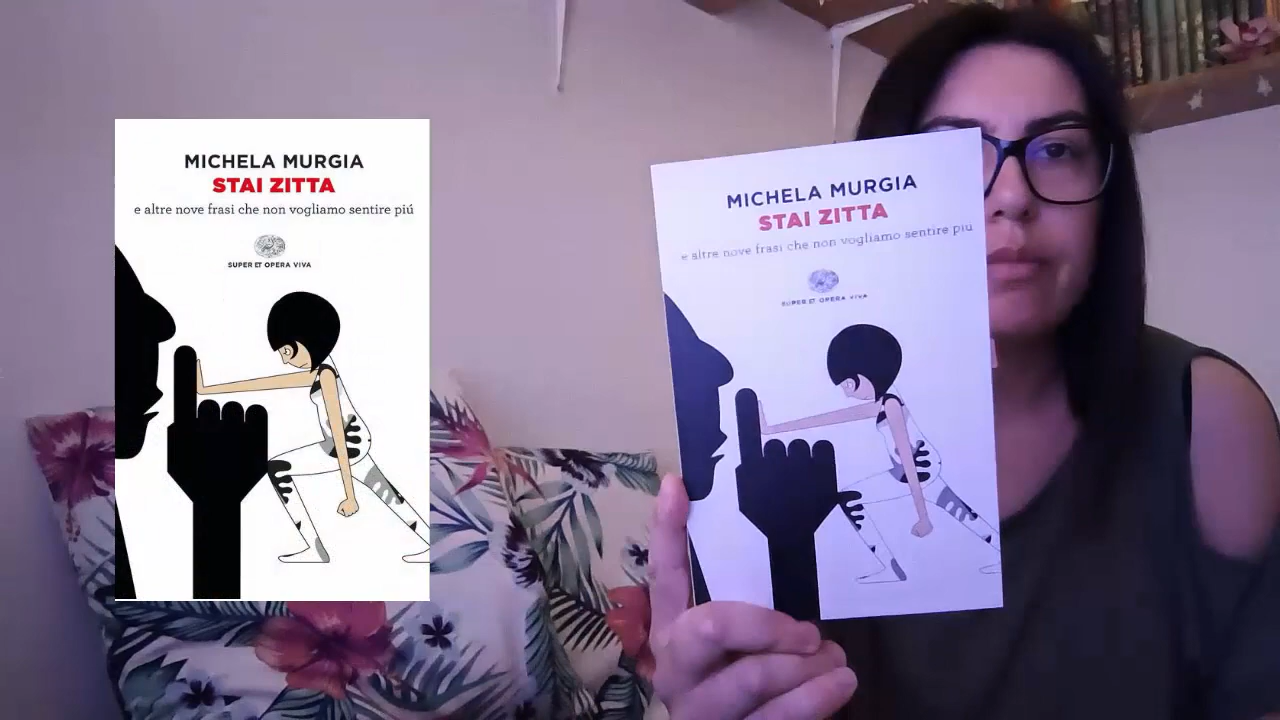 MICHELA MURGIA
STAI ZITTA
e altre nove frasi che non vogliamo sentire piú
SUPER ET OPERA VIVA
MICHELA MURGIA
STAI ZITTA
e altre nove frasi che non vogliamo sentire piú
SUPER ET OPERA VIVA